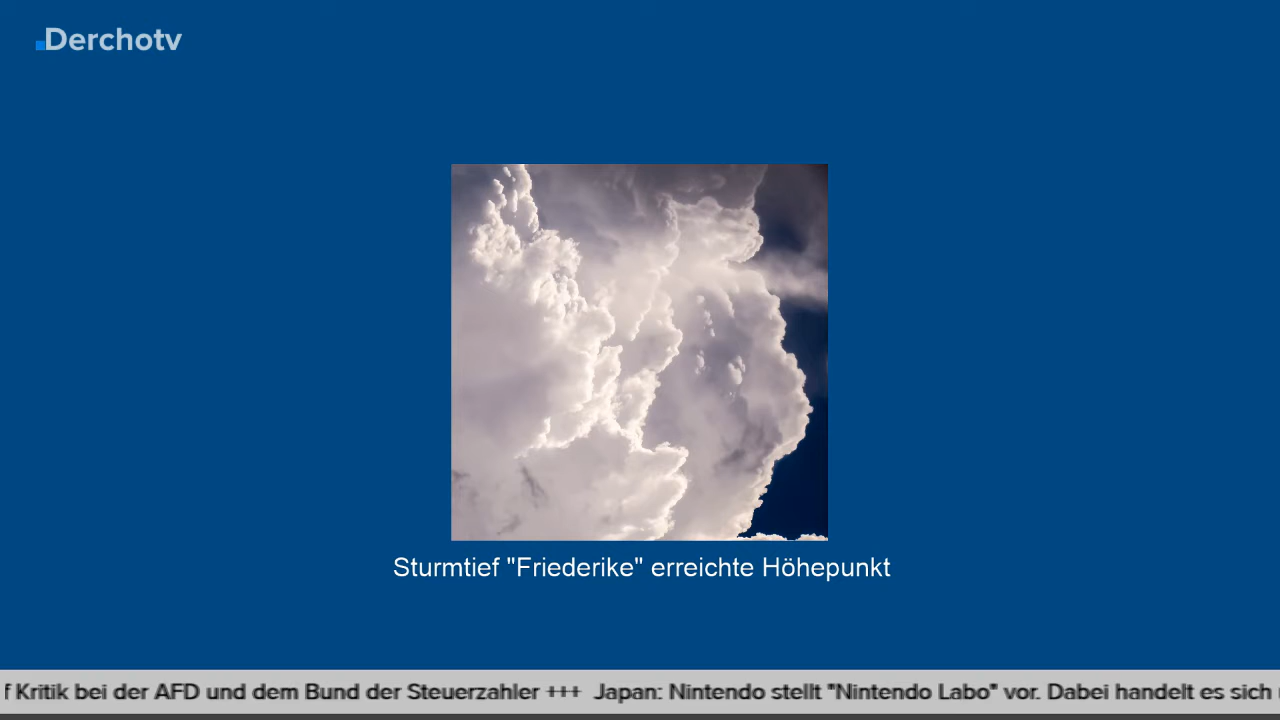 Derchotv
Sturmtief "Friederike" erreichte Höhepunkt
f Kritik bei der AFD und dem Bund der Steuerzahler +++ Japan: Nintendo stellt "Nintendo Labo" vor. Dabei handelt es sich